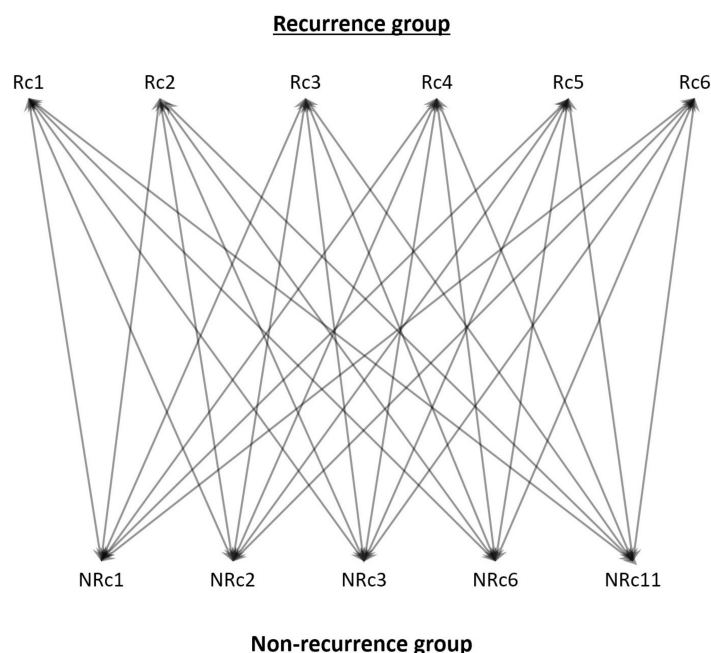 Recurrence group
Rc1 Rc2 Rc3 Rc4 Rc5 Rc6
NRc1 NRc2 NRc3 NRc6 NRc11
Non-recurrence group